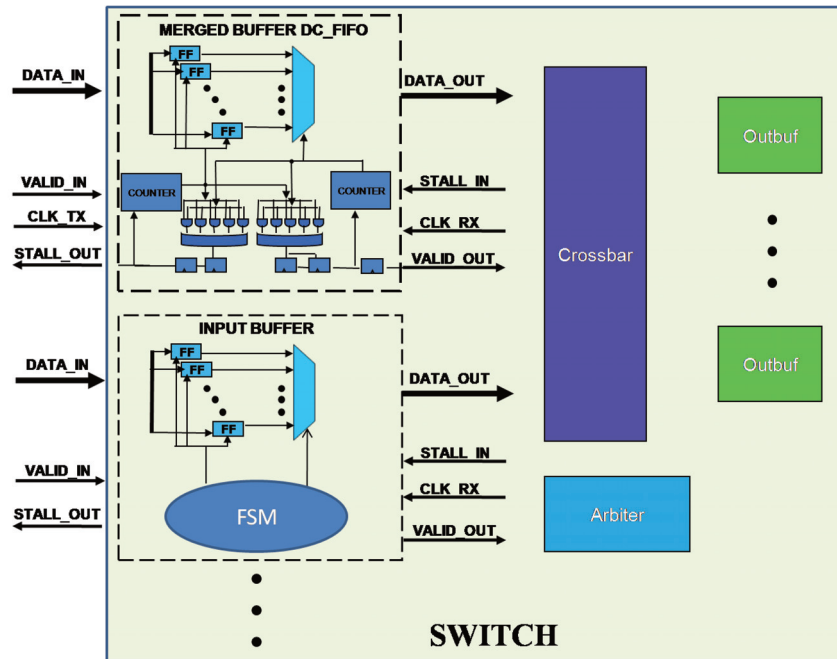 MERGED BUFFER DC_FIFO
FF
FF
FF
DATA_IN
DATA_OUT
VALID_IN
COUNTER
COUNTER
STALL_IN
CLK_TX
CLK_RX
STALL_OUT
VALID_OUT
INPUT BUFFER
FF
FF
FF
DATA_IN
DATA_OUT
STALL_IN
VALID_IN
CLK_RX
STALL_OUT
FSM
VALID_OUT
Crossbar
Outbuf
Outbuf
Arbiter
SWITCH